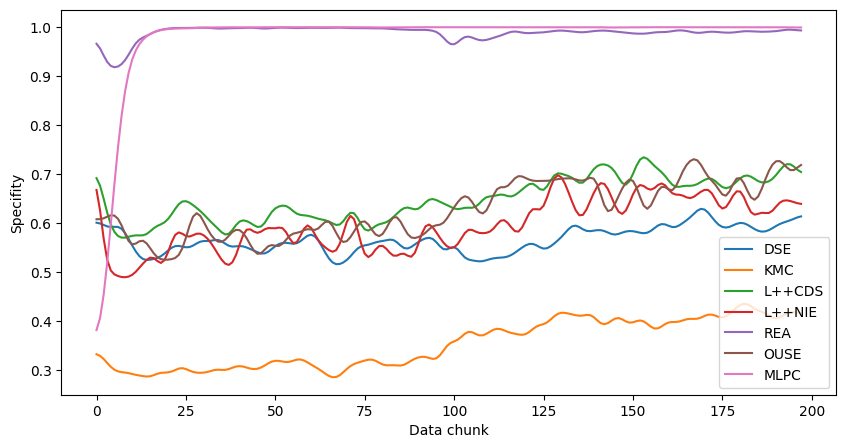 1.0
0.9
0.8
0.7
0.6
0.5
0.4
0.3
Specifity
0
25
50
75
100
125
150
175
200
Data chunk
DSE
KMC
L++CDS
L++NIE
REA
OUSE
MLPC